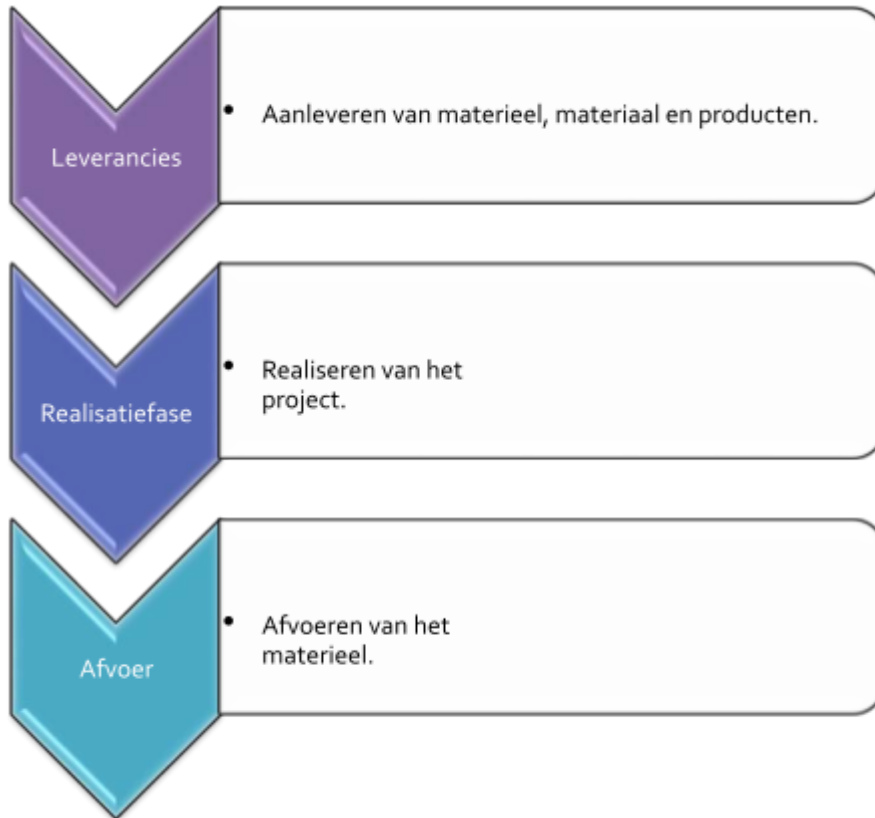 Leverancies
• Aanleveren van materieel, materiaal en producten.
Realisatiefase
• Realiseren van het
project.
Afvoer
• Afvoeren van het
materieel.